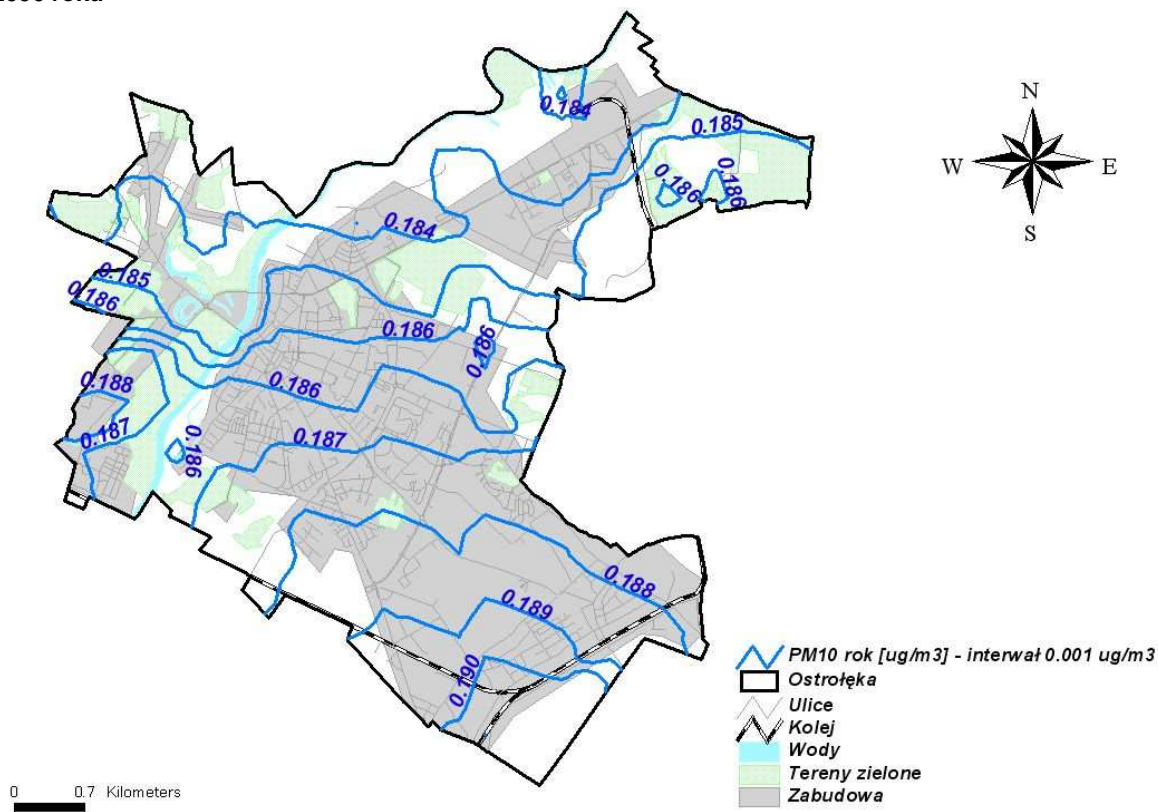 0.184
0.185
0.186
0.186
0.184
0.185
0.186
0.186
0.186
0.186
0.188
0.187
0.187
0.186
0.188
0.189
0.190
N
W E
S
PM10 rok [ug/m3] - interwał 0.001 ug/m3
Ostrołęka
Ulice
Kolej
Wody
Tereny zielone
Zabudowa
0 0.7 Kilometers